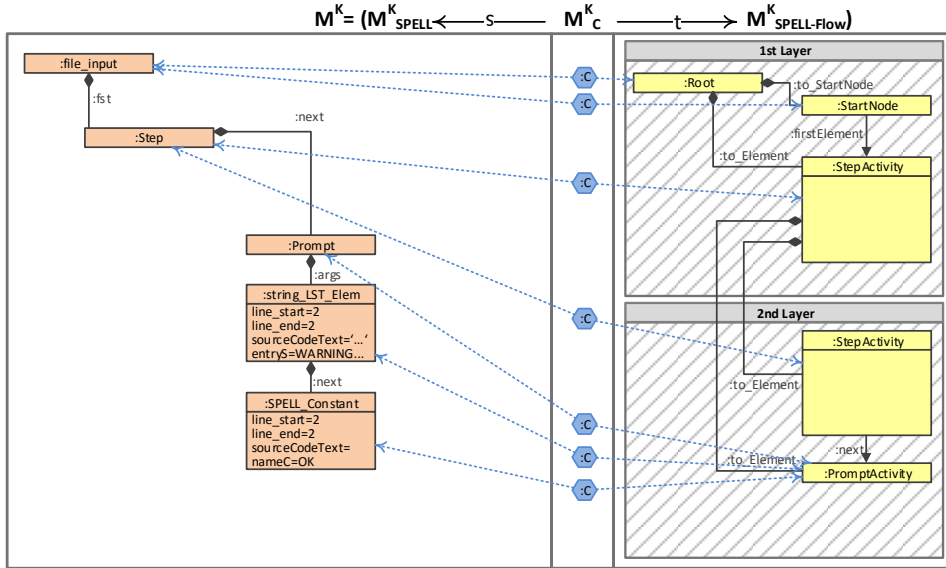 M^K = (M^K_SPELL s M^K_C t M^K_SPELL-Flow)
1st Layer
:file_input
:C
:Root
:to_StartNode
:fst
:C
:StartNode
:next
:firstElement
:Step
:to_Element
:StepActivity
:C
:Prompt
:args
:string_LST_Elem
line_start=2
line_end=2
sourceCodeText='...'
entryS=WARNING...
2nd Layer
:C
:StepActivity
:next
:to_Element
:SPELL_Constant
line_start=2
line_end=2
sourceCodeText=
nameC=OK
:C
:to_Element
:next
:C
:PromptActivity
:C